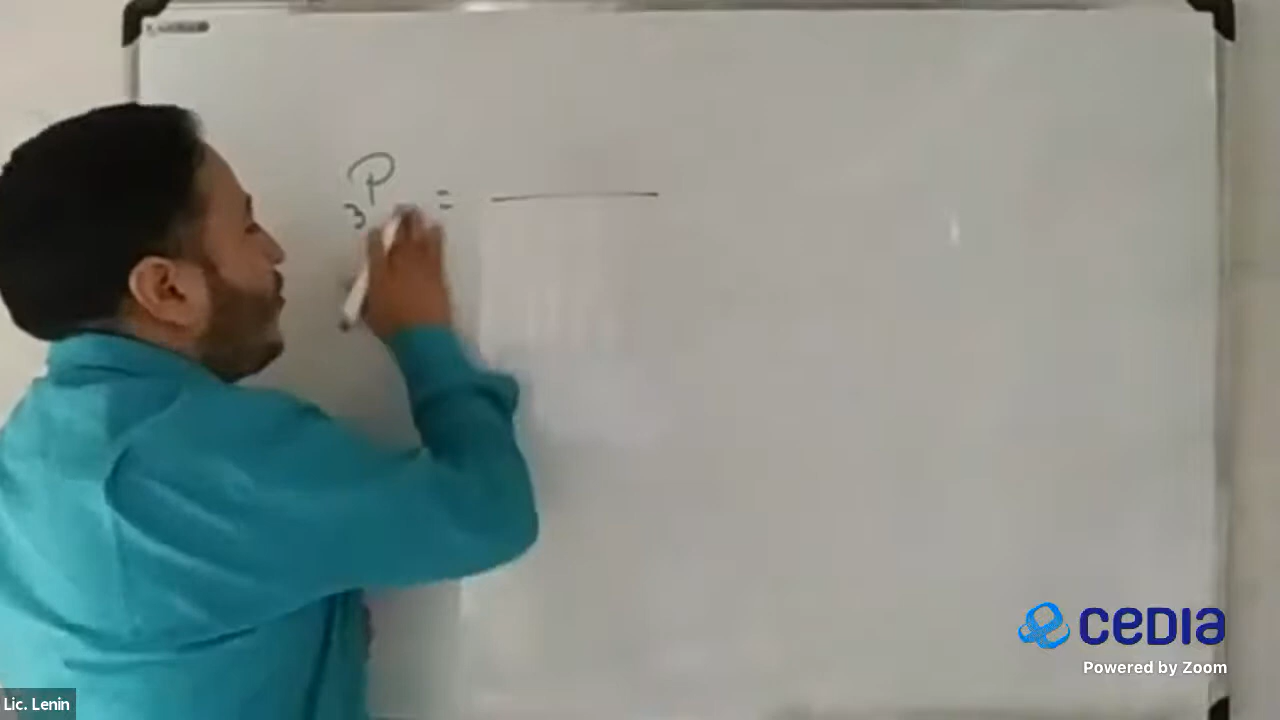 ₃P = ―
CEDIA
Powered by Zoom
Lic. Lenin